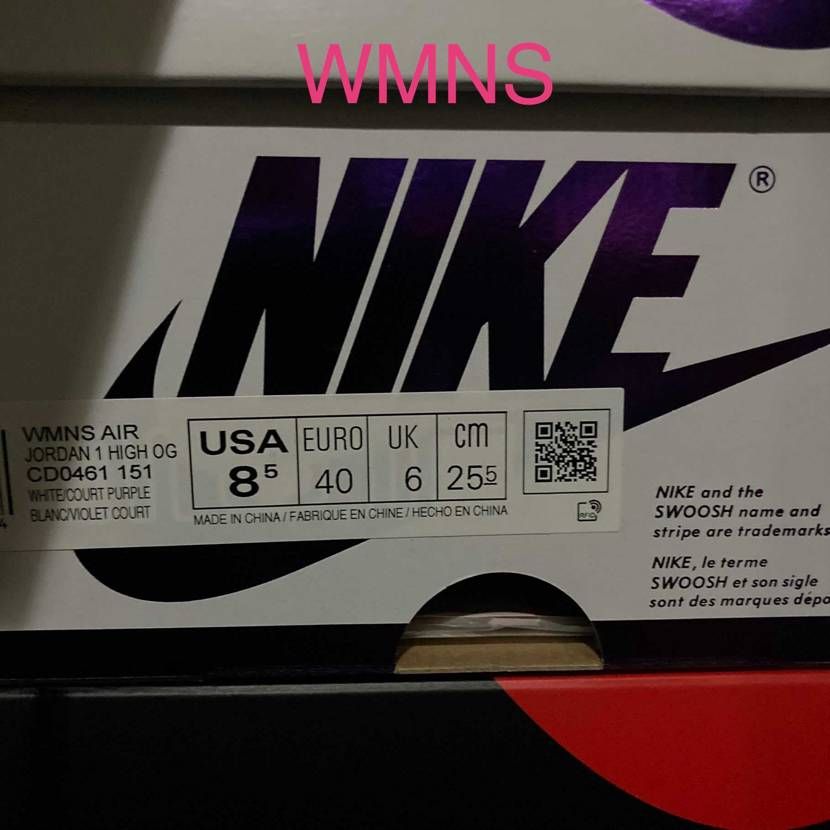 WMNS
NIKE®
WMNS AIR
JORDAN 1 HIGH OG
CD0461 151
WHITE/COURT PURPLE
BLANC/VIOLET COURT
USA EURO UK cm
8⁵ 40 6 25⁵
MADE IN CHINA / FABRIQUE EN CHINE / HECHO EN CHINA
RFID
4
NIKE and the
SWOOSH name and
stripe are trademarks
NIKE, le terme
SWOOSH et son sigle
sont des marques dépo